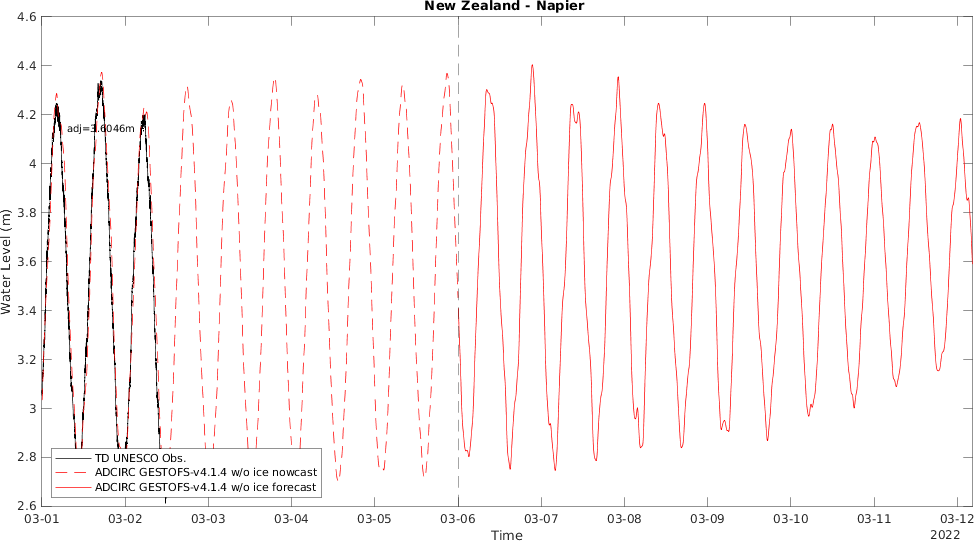 New Zealand - Napier
4.6
4.4
4.2
4
3.8
3.6
3.4
3.2
3
2.8
2.6
Water Level (m)
adj=3.6046m
TD UNESCO Obs.
ADCIRC GESTOFS-v4.1.4 w/o ice nowcast
ADCIRC GESTOFS-v4.1.4 w/o ice forecast
03-01 03-02 03-03 03-04 03-05 03-06 03-07 03-08 03-09 03-10 03-11 03-12
Time
2022